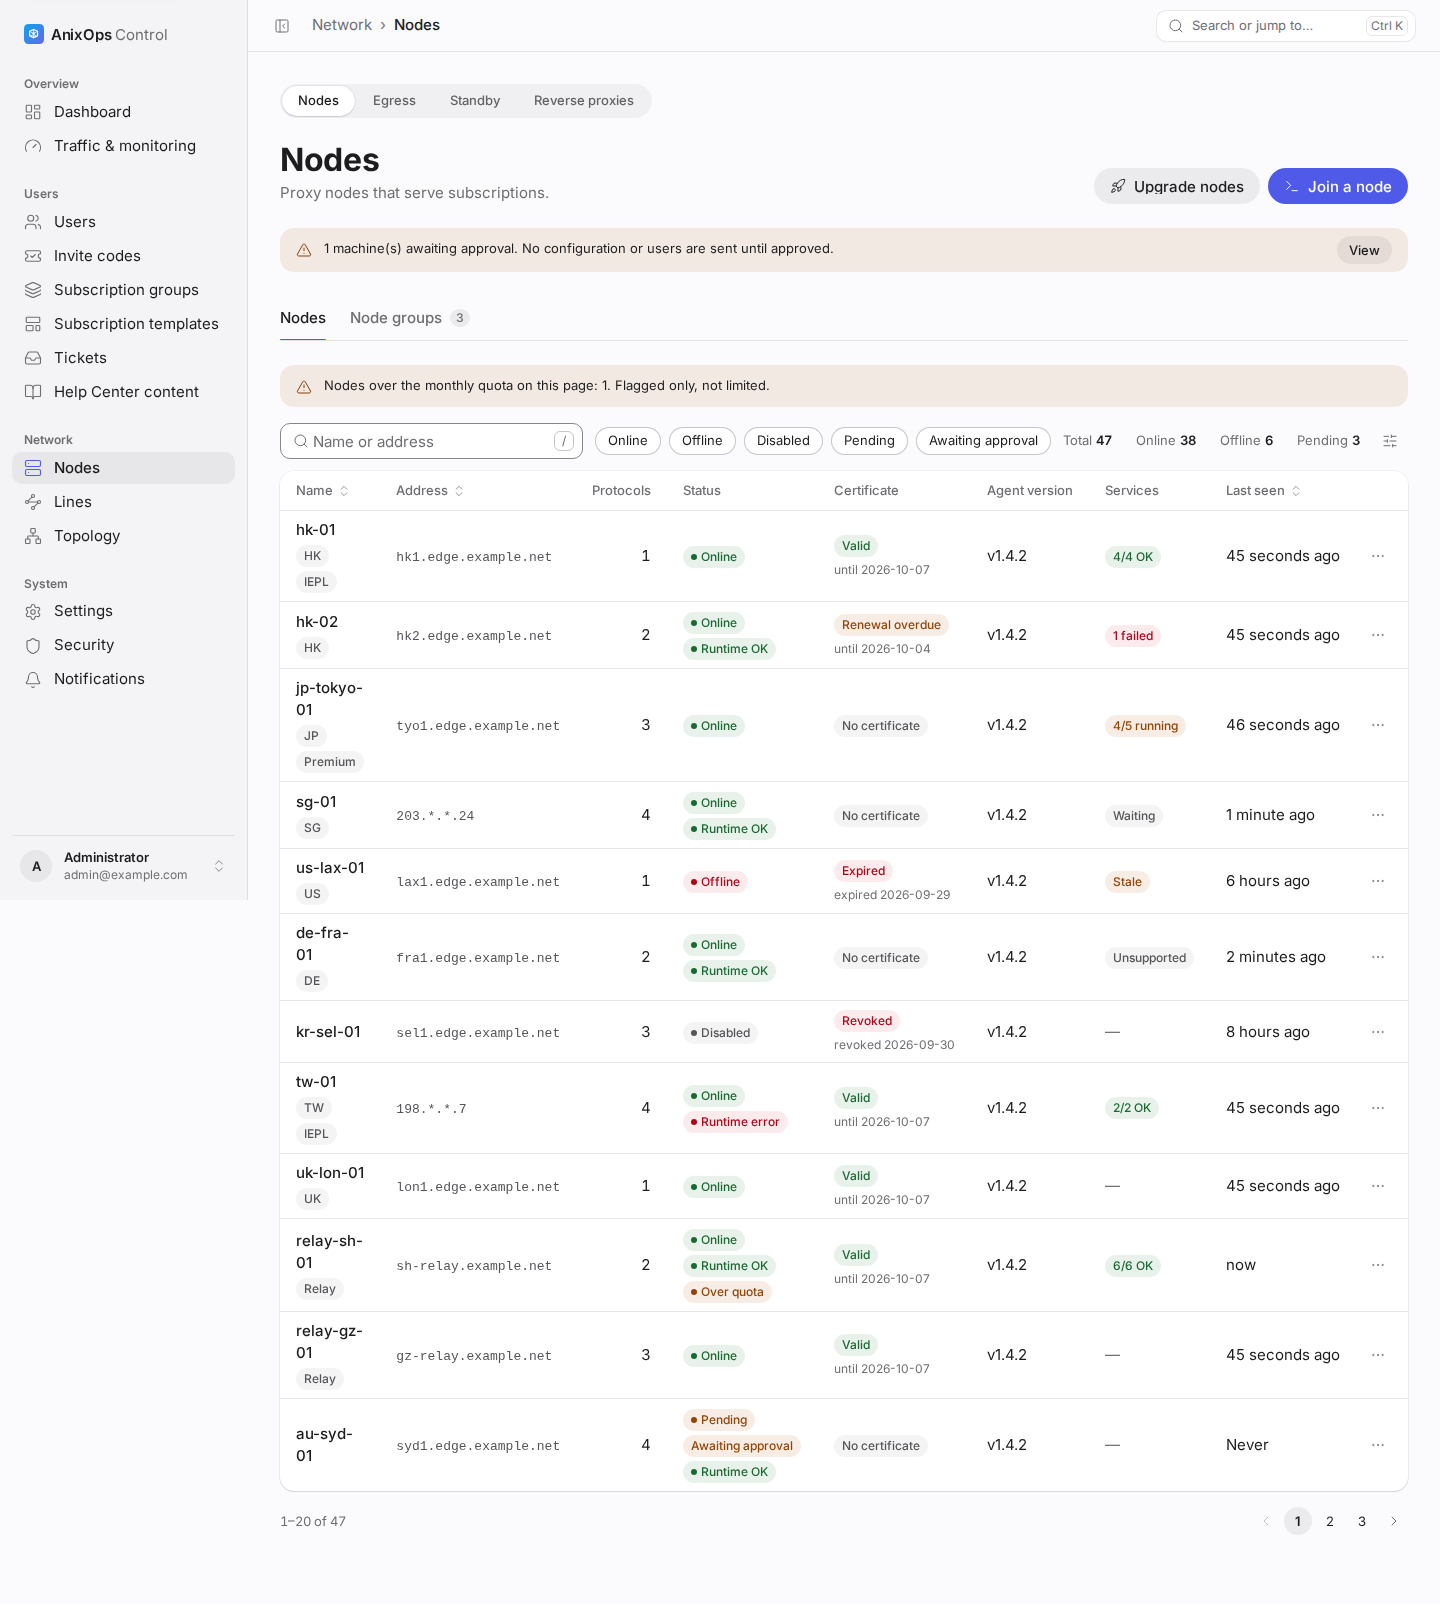 AnixOps Control
Overview
Dashboard
Traffic & monitoring
Users
Users
Invite codes
Subscription groups
Subscription templates
Tickets
Help Center content
Network
Nodes
Lines
Topology
System
Settings
Security
Notifications
A
Administrator
admin@example.com
Network › Nodes
Search or jump to... Ctrl K
Nodes Egress Standby Reverse proxies
Nodes
Proxy nodes that serve subscriptions.
Upgrade nodes
>_ Join a node
1 machine(s) awaiting approval. No configuration or users are sent until approved.
View
Nodes Node groups 3
Nodes over the monthly quota on this page: 1. Flagged only, not limited.
Name or address /
Online Offline Disabled Pending Awaiting approval Total 47 Online 38 Offline 6 Pending 3
Name Address Protocols Status Certificate Agent version Services Last seen
hk-01
HK
IEPL
hk1.edge.example.net 1 Online
Valid
until 2026-10-07
v1.4.2 4/4 OK 45 seconds ago ...
hk-02
HK
hk2.edge.example.net 2
Online
Runtime OK
Renewal overdue
until 2026-10-04
v1.4.2 1 failed 45 seconds ago ...
jp-tokyo-
01
JP
Premium
tyo1.edge.example.net 3 Online No certificate v1.4.2 4/5 running 46 seconds ago ...
sg-01
SG
203.*.*.24 4
Online
Runtime OK
No certificate v1.4.2 Waiting 1 minute ago ...
us-lax-01
US
lax1.edge.example.net 1 Offline
Expired
expired 2026-09-29
v1.4.2 Stale 6 hours ago ...
de-fra-
01
DE
fra1.edge.example.net 2
Online
Runtime OK
No certificate v1.4.2 Unsupported 2 minutes ago ...
kr-sel-01 sel1.edge.example.net 3 Disabled
Revoked
revoked 2026-09-30
v1.4.2 — 8 hours ago ...
tw-01
TW
IEPL
198.*.*.7 4
Online
Runtime error
Valid
until 2026-10-07
v1.4.2 2/2 OK 45 seconds ago ...
uk-lon-01
UK
lon1.edge.example.net 1 Online
Valid
until 2026-10-07
v1.4.2 — 45 seconds ago ...
relay-sh-
01
Relay
sh-relay.example.net 2
Online
Runtime OK
Over quota
Valid
until 2026-10-07
v1.4.2 6/6 OK now ...
relay-gz-
01
Relay
gz-relay.example.net 3 Online
Valid
until 2026-10-07
v1.4.2 — 45 seconds ago ...
au-syd-
01
syd1.edge.example.net 4
Pending
Awaiting approval
Runtime OK
No certificate v1.4.2 — Never ...
1–20 of 47
‹ 1 2 3 ›